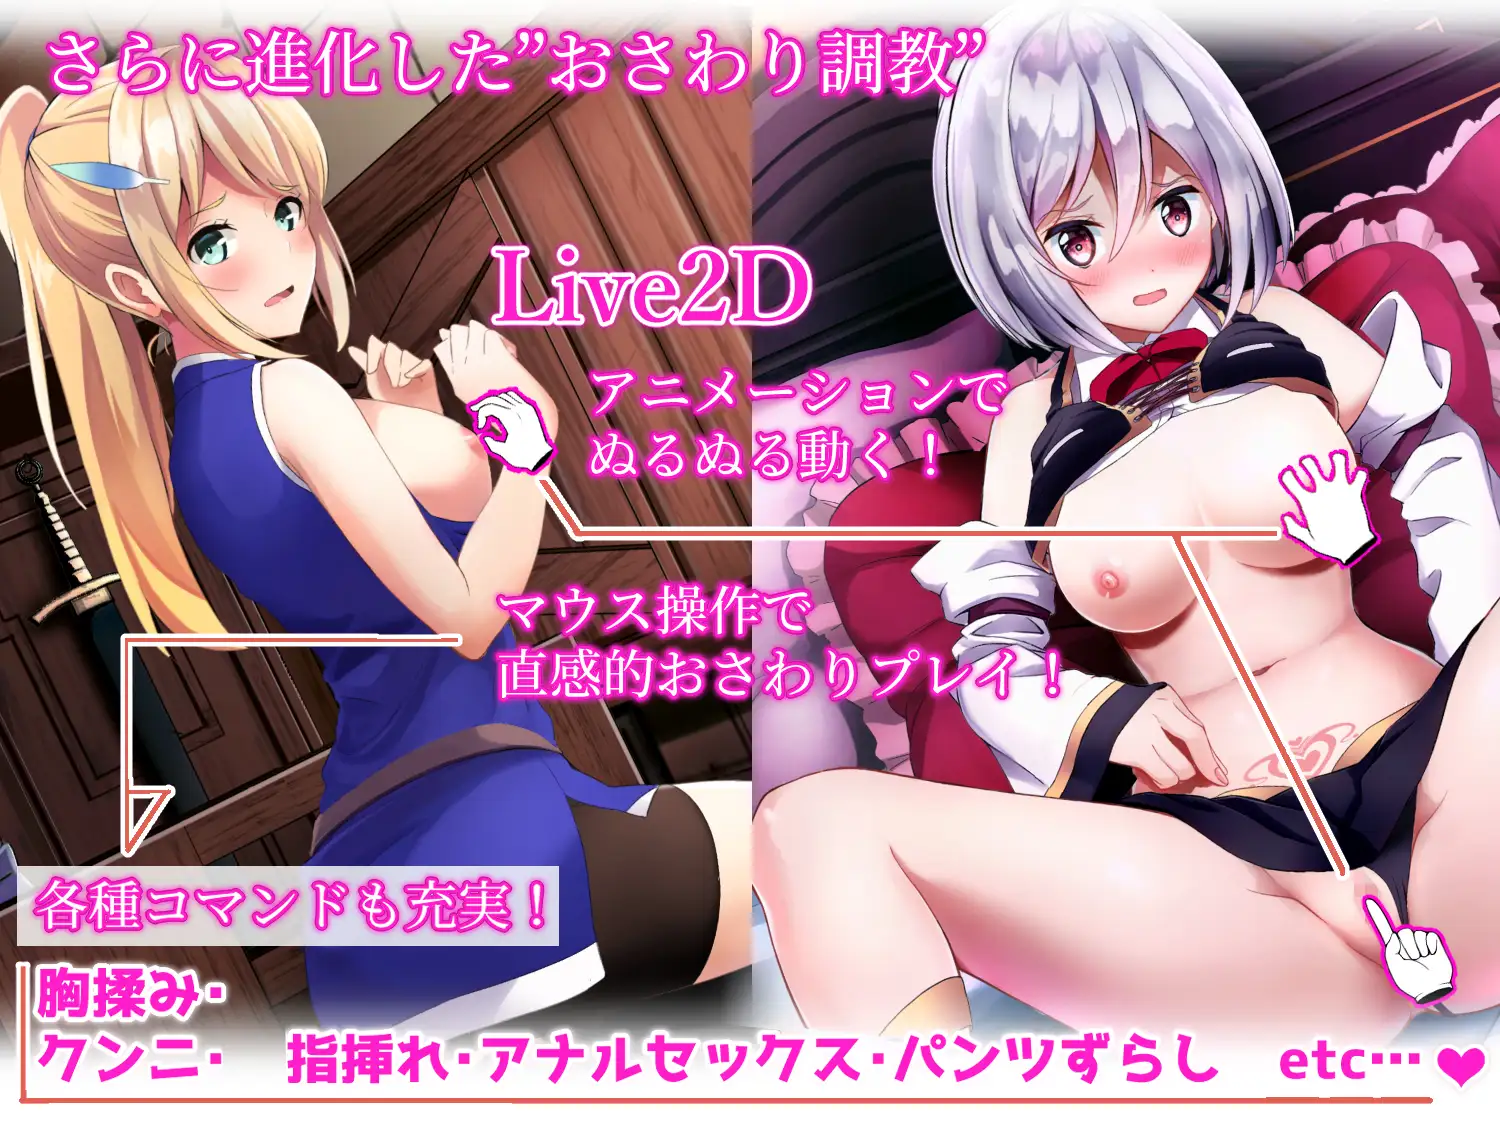 さらに進化した”おさわり調教”
Live2D
アニメーションで
ぬるぬる動く！
マウス操作で
直感的おさわりプレイ！
各種コマンドも充実！
胸揉み・
クンニ・　指挿れ・アナルセックス・パンツずらし　etc…❤